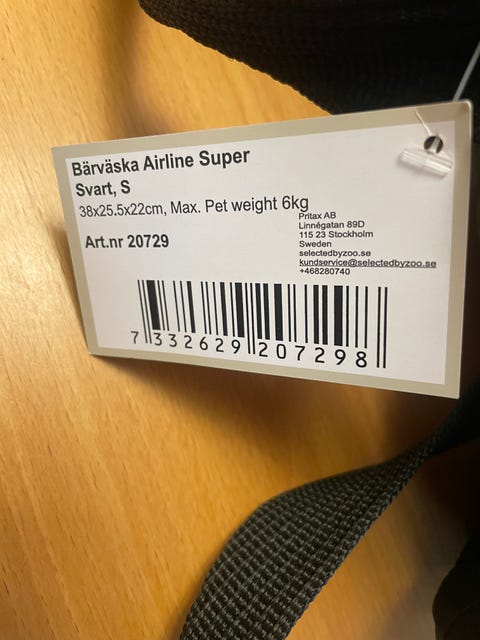 Bärväska Airline Super
Svart, S
38x25.5x22cm, Max. Pet weight 6kg
Pritax AB
Linnégatan 89D
115 23 Stockholm
Sweden
selectedbyzoo.se
kundservice@selectedbyzoo.se
+468280740
Art.nr 20729
7 332629 207298